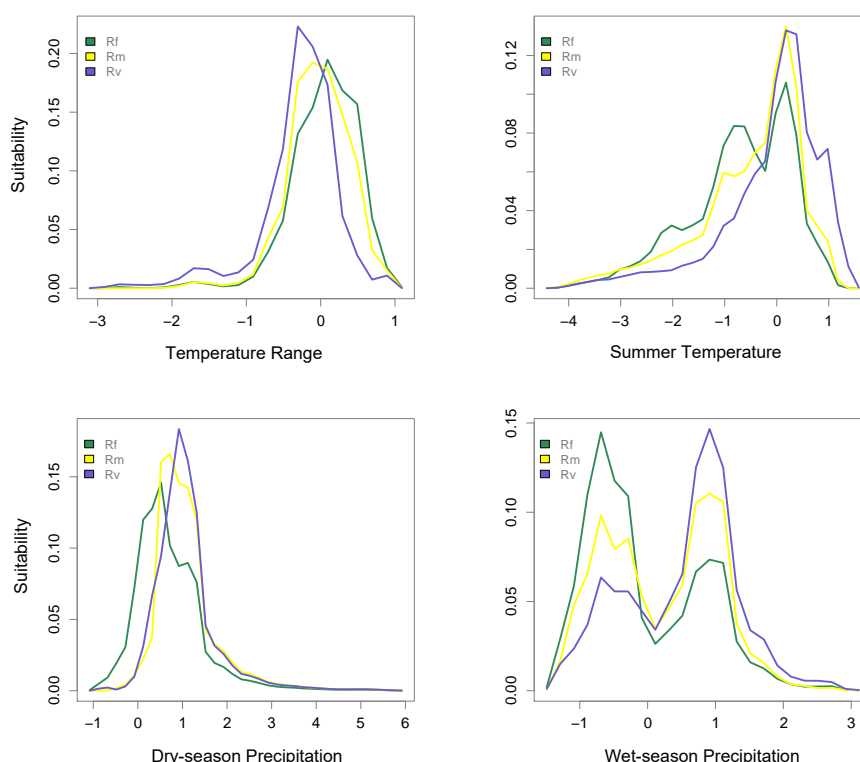 Rf
Rm
Rv
Suitability
0.00 0.05 0.10 0.15 0.20
−3 −2 −1 0 1
Temperature Range
Rf
Rm
Rv
0.00 0.04 0.08 0.12
−4 −3 −2 −1 0 1
Summer Temperature
Rf
Rm
Rv
Suitability
0.00 0.05 0.10 0.15
−1 0 1 2 3 4 5 6
Dry-season Precipitation
Rf
Rm
Rv
0.00 0.05 0.10 0.15
−1 0 1 2 3
Wet-season Precipitation